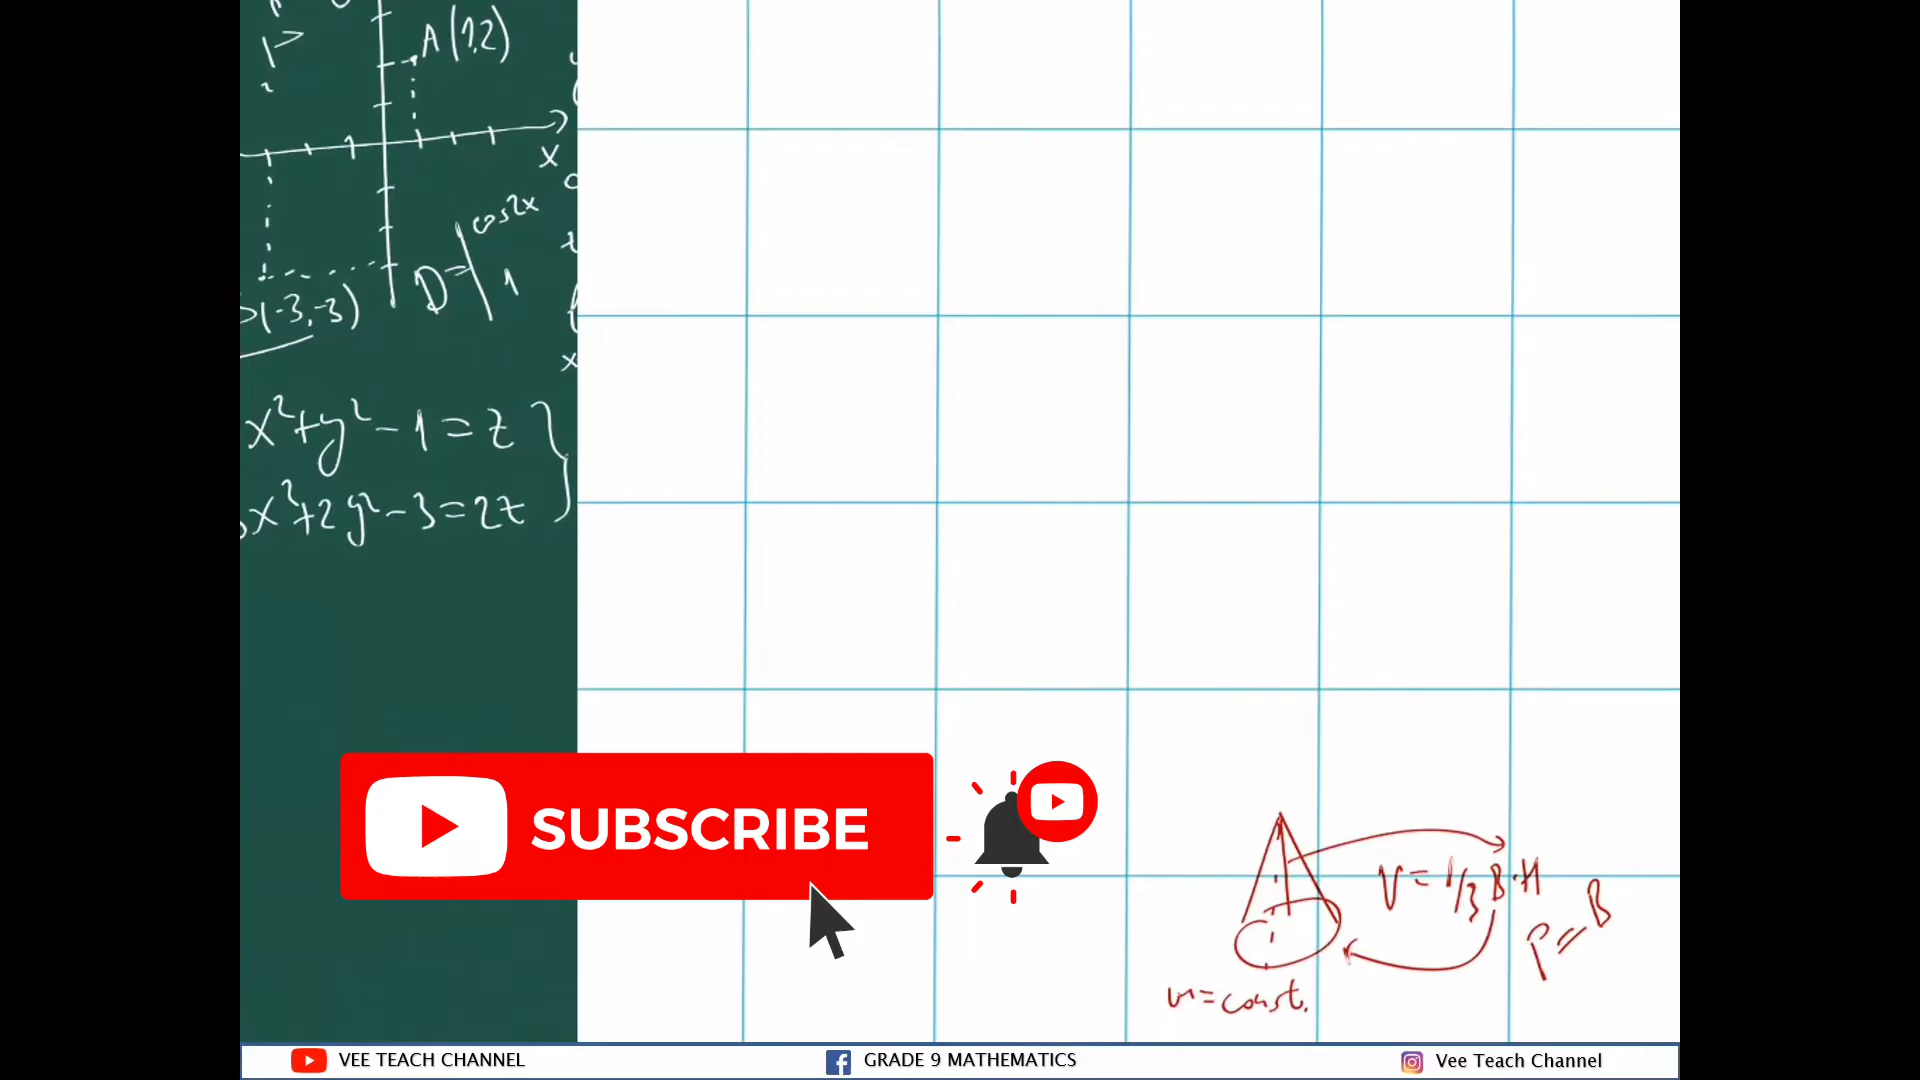 A(1,2)
x
cos2x
D=
1
(-3,-3)
x²+y²-1=z
x²+2y²-3=2z
SUBSCRIBE
V=1/3B·H
P=B
m=const.
VEE TEACH CHANNEL
GRADE 9 MATHEMATICS
Vee Teach Channel